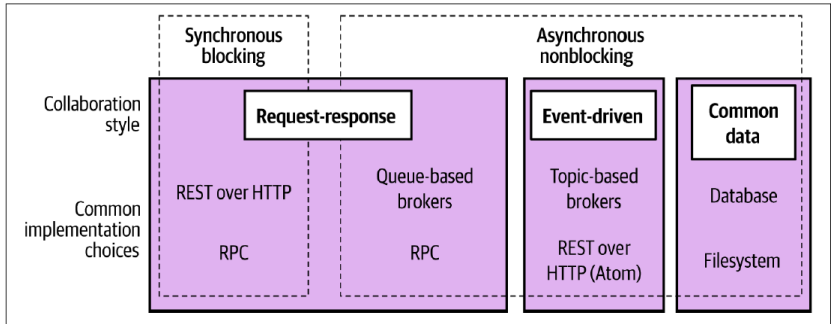 Synchronous
blocking
Asynchronous
nonblocking
Collaboration
style
Request-response
Event-driven
Common
data
Common
implementation
choices
REST over HTTP
Queue-based
brokers
Topic-based
brokers
Database
RPC
RPC
REST over
HTTP (Atom)
Filesystem